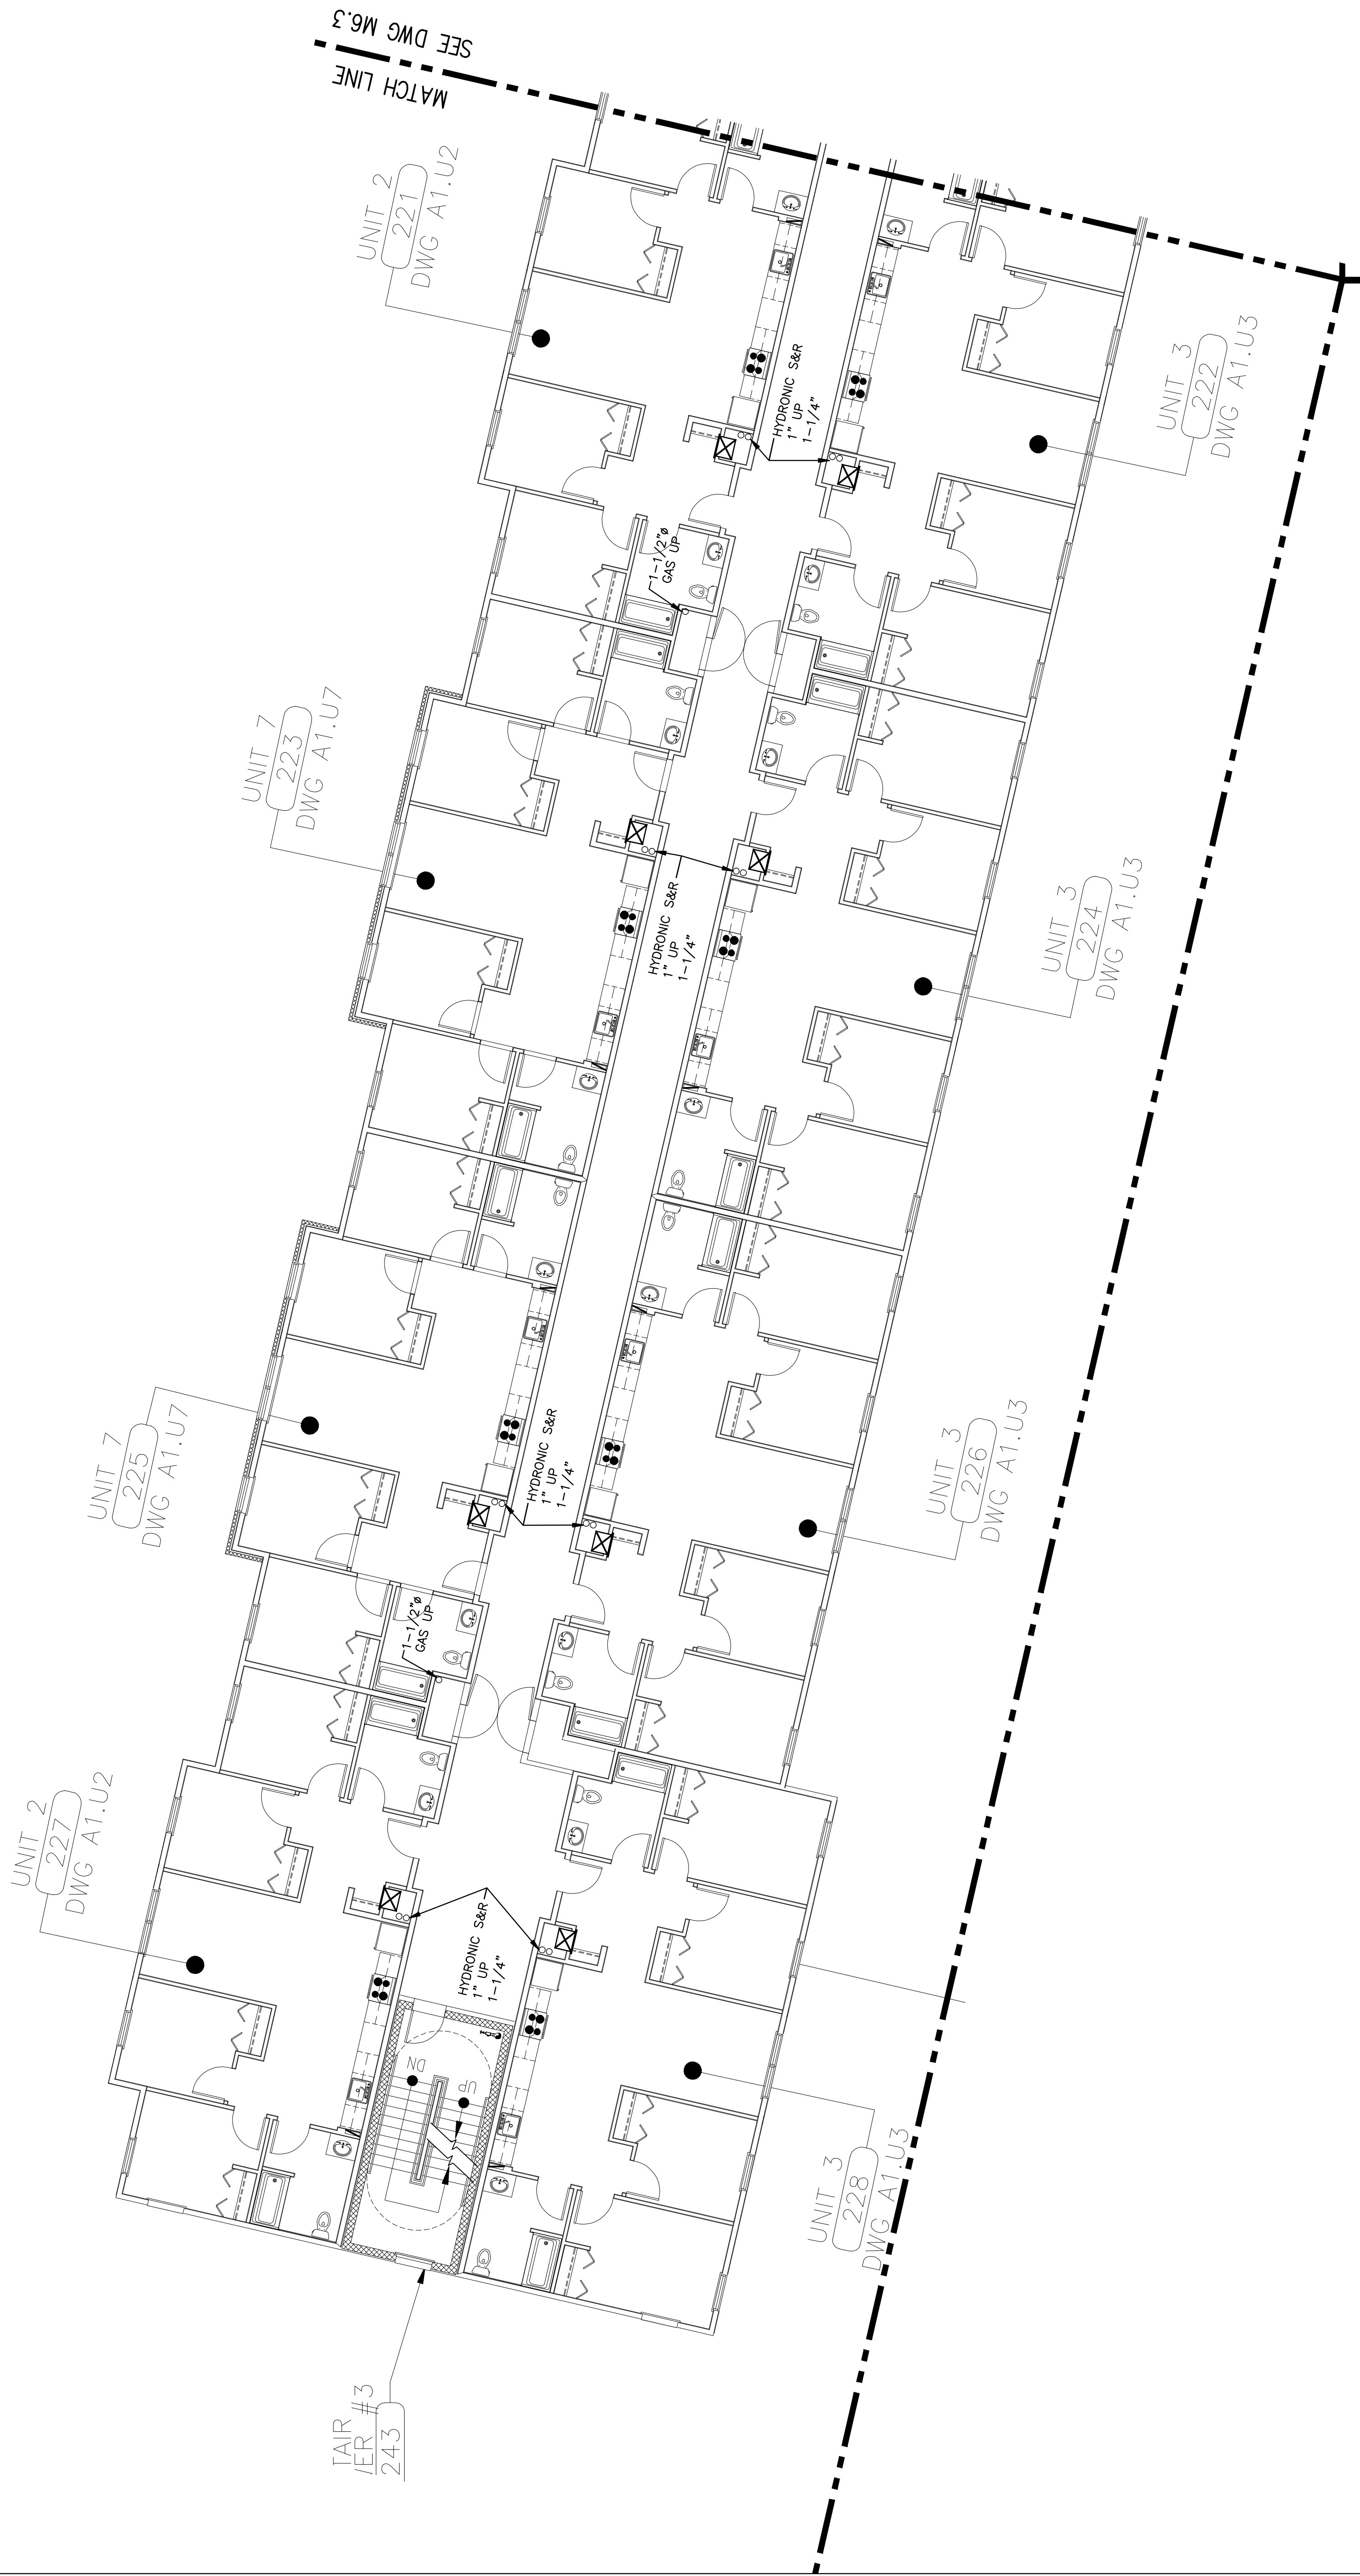 SEE DWG M6.3
MATCH LINE
UNIT 2
221
DWG A1.U2
UNIT 3
222
DWG A1.U3
HYDRONIC S&R
1" UP
1-1/4"
1-1/2"ø
GAS UP
UNIT 7
223
DWG A1.U7
UNIT 3
224
DWG A1.U3
HYDRONIC S&R
1" UP
1-1/4"
UNIT 7
225
DWG A1.U7
UNIT 3
226
DWG A1.U3
HYDRONIC S&R
1" UP
1-1/4"
1-1/2"ø
GAS UP
UNIT 2
227
DWG A1.U2
HYDRONIC S&R
1" UP
1-1/4"
DN
UP
UNIT 3
228
DWG A1.U3
TAIR
/ER #3
243